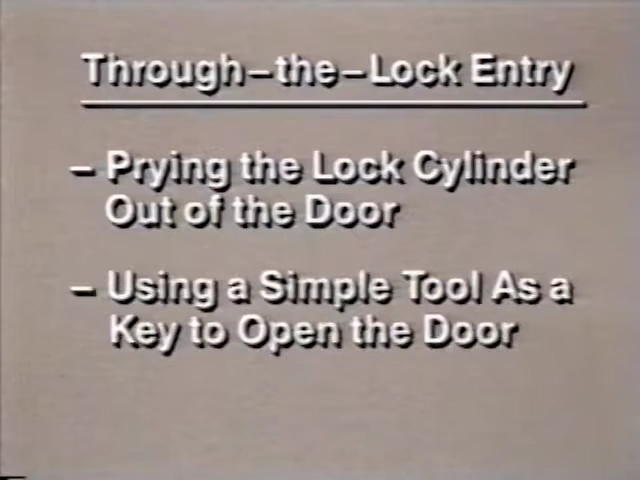 Through-the-Lock Entry
- Prying the Lock Cylinder
Out of the Door
- Using a Simple Tool As a
Key to Open the Door